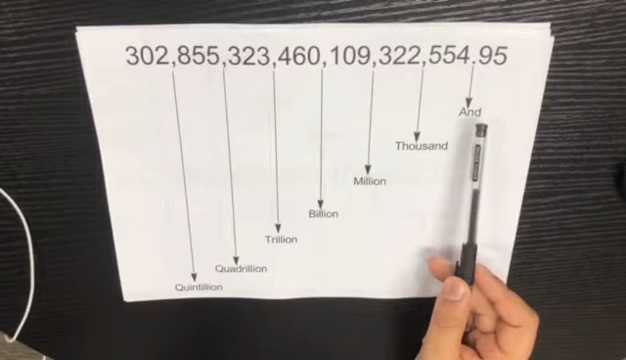 302,855,323,460,109,322,554.95
And
Thousand
Million
Billion
Trillion
Quadrillion
Quintillion